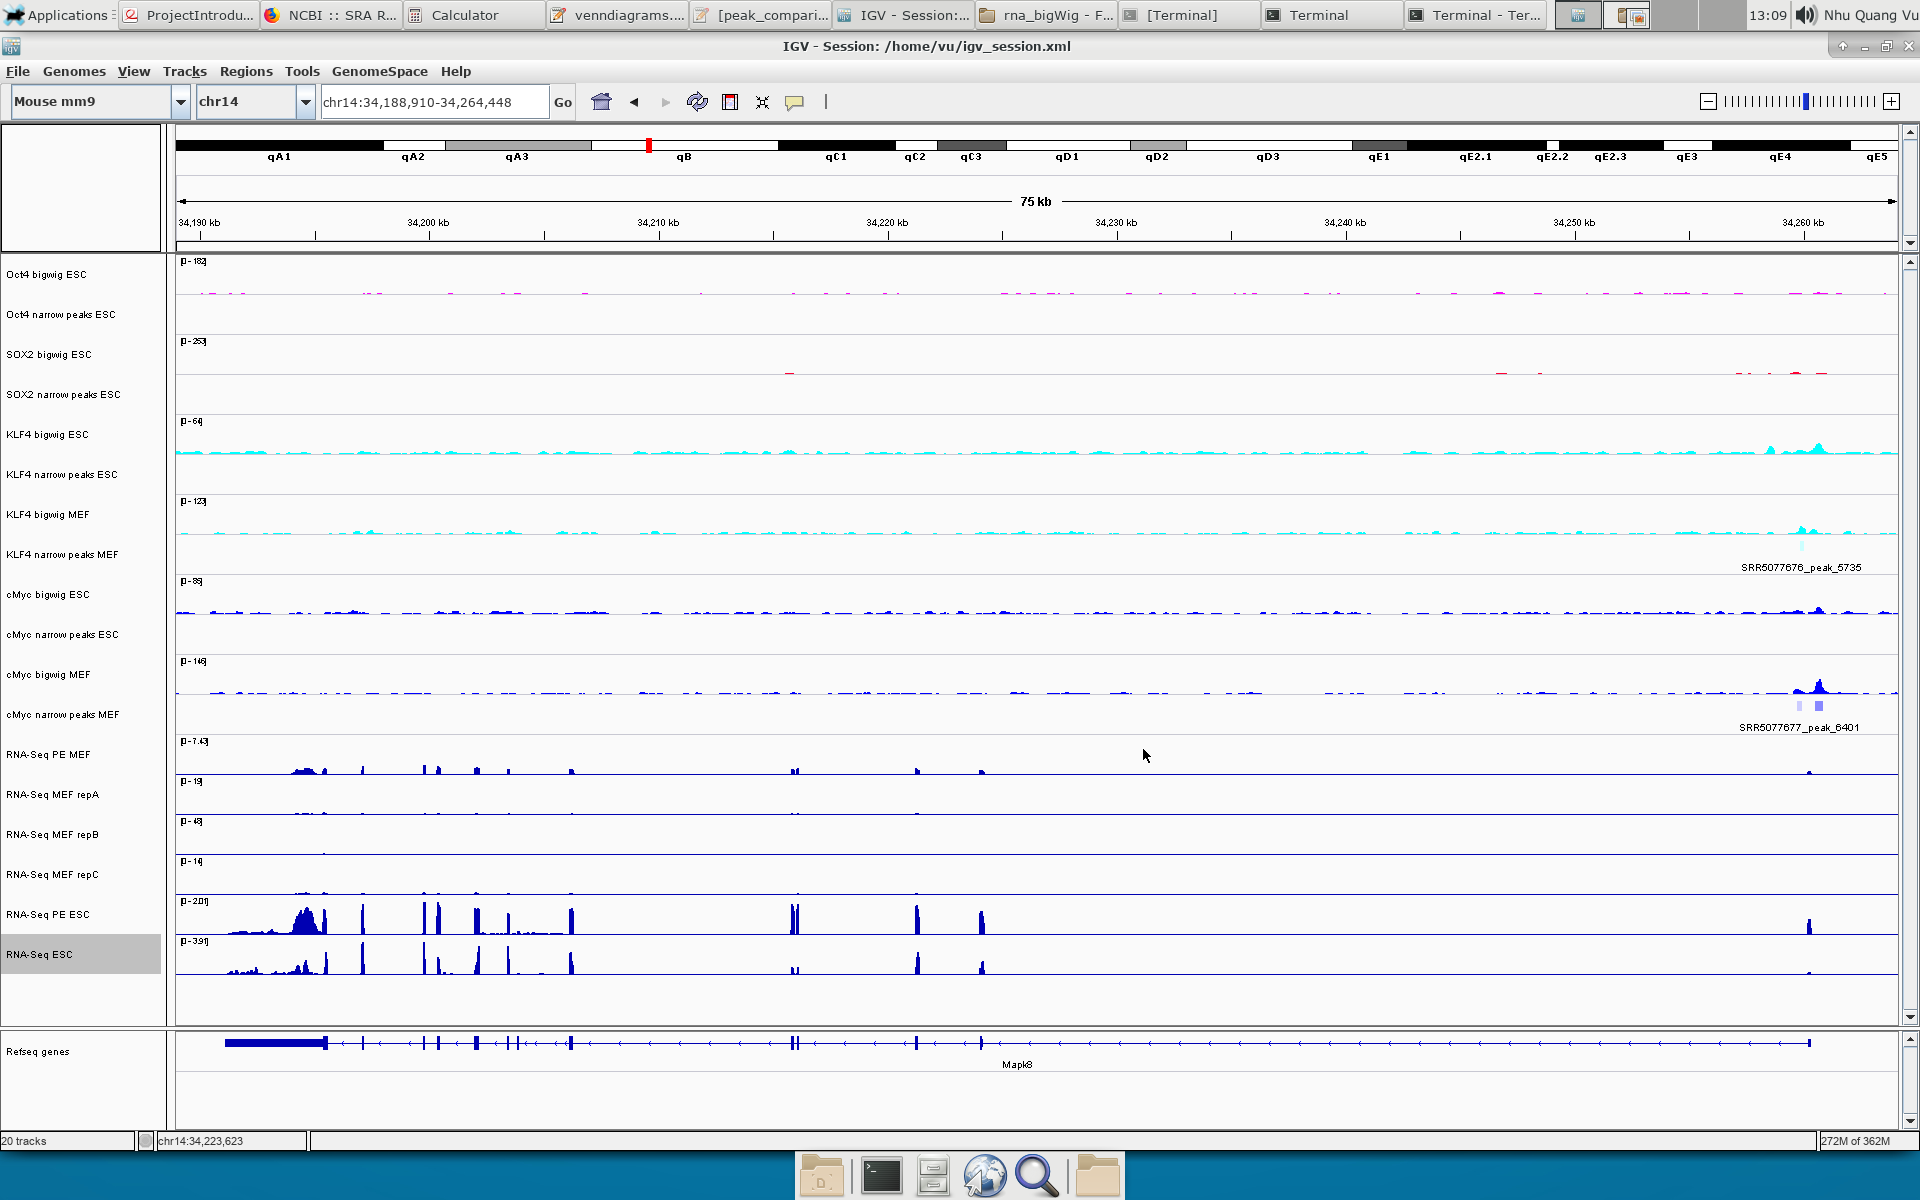 Applications
ProjectIntrodu...
NCBI :: SRA R...
Calculator
venndiagrams....
[peak_compari...
IGV - Session:...
rna_bigWig - F...
[Terminal]
Terminal
Terminal - Ter...
13:09
Nhu Quang Vu
IGV - Session: /home/vu/igv_session.xml
File Genomes View Tracks Regions Tools GenomeSpace Help
Mouse mm9
chr14
chr14:34,188,910-34,264,448
Go
qA1 qA2 qA3 qB qC1 qC2 qC3 qD1 qD2 qD3 qE1 qE2.1 qE2.2 qE2.3 qE3 qE4 qE5
75 kb
34,190 kb 34,200 kb 34,210 kb 34,220 kb 34,230 kb 34,240 kb 34,250 kb 34,260 kb
[0 - 182]
Oct4 bigwig ESC
Oct4 narrow peaks ESC
[0 - 253]
SOX2 bigwig ESC
SOX2 narrow peaks ESC
[0 - 64]
KLF4 bigwig ESC
KLF4 narrow peaks ESC
[0 - 123]
KLF4 bigwig MEF
KLF4 narrow peaks MEF
SRR5077676_peak_5735
[0 - 85]
cMyc bigwig ESC
cMyc narrow peaks ESC
[0 - 146]
cMyc bigwig MEF
cMyc narrow peaks MEF
SRR5077677_peak_6401
[0 - 7.43]
RNA-Seq PE MEF
[0 - 19]
RNA-Seq MEF repA
[0 - 48]
RNA-Seq MEF repB
[0 - 14]
RNA-Seq MEF repC
[0 - 2.01]
RNA-Seq PE ESC
[0 - 3.91]
RNA-Seq ESC
Refseq genes
Mapk8
20 tracks
chr14:34,223,623
272M of 362M